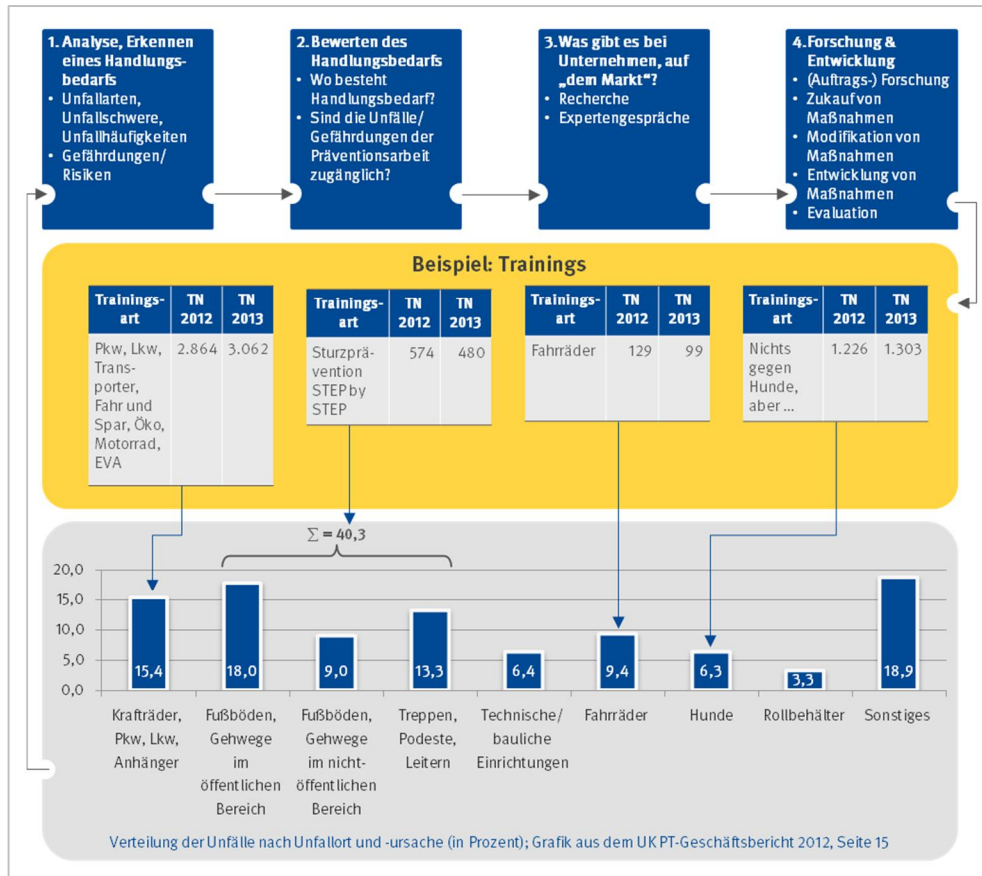 1. Analyse, Erkennen
eines Handlungs-
bedarfs
• Unfallarten,
Unfallschwere,
Unfallhäufigkeiten
• Gefährdungen/
Risiken
2. Bewerten des
Handlungsbedarfs
• Wo besteht
Handlungsbedarf?
• Sind die Unfälle/
Gefährdungen der
Präventionsarbeit
zugänglich?
3. Was gibt es bei
Unternehmen, auf
„dem Markt“?
• Recherche
• Expertengespräche
4. Forschung &
Entwicklung
• (Auftrags-) Forschung
• Zukauf von
Maßnahmen
• Modifikation von
Maßnahmen
• Entwicklung von
Maßnahmen
• Evaluation
Beispiel: Trainings
Trainings-
art
TN
2012
TN
2013
Pkw, Lkw,
Trans-
porter,
Fahr und
Spar, Öko,
Motorrad,
EVA
2.864
3.062
Trainings-
art
TN
2012
TN
2013
Sturzprä-
vention
STEP by
STEP
574
480
Trainings-
art
TN
2012
TN
2013
Fahrräder
129
99
Trainings-
art
TN
2012
TN
2013
Nichts
gegen
Hunde,
aber ...
1.226
1.303
∑ = 40,3
20,0
15,0
10,0
5,0
0,0
15,4
18,0
9,0
13,3
6,4
9,4
6,3
3,3
18,9
Krafträder,
Pkw, Lkw,
Anhänger
Fußböden,
Gehwege
im
öffentlichen
Bereich
Fußböden,
Gehwege
im nicht-
öffentlichen
Bereich
Treppen,
Podeste,
Leitern
Technische/
bauliche
Einrichtungen
Fahrräder
Hunde
Rollbehälter
Sonstiges
Verteilung der Unfälle nach Unfallort und -ursache (in Prozent); Grafik aus dem UK PT-Geschäftsbericht 2012, Seite 15